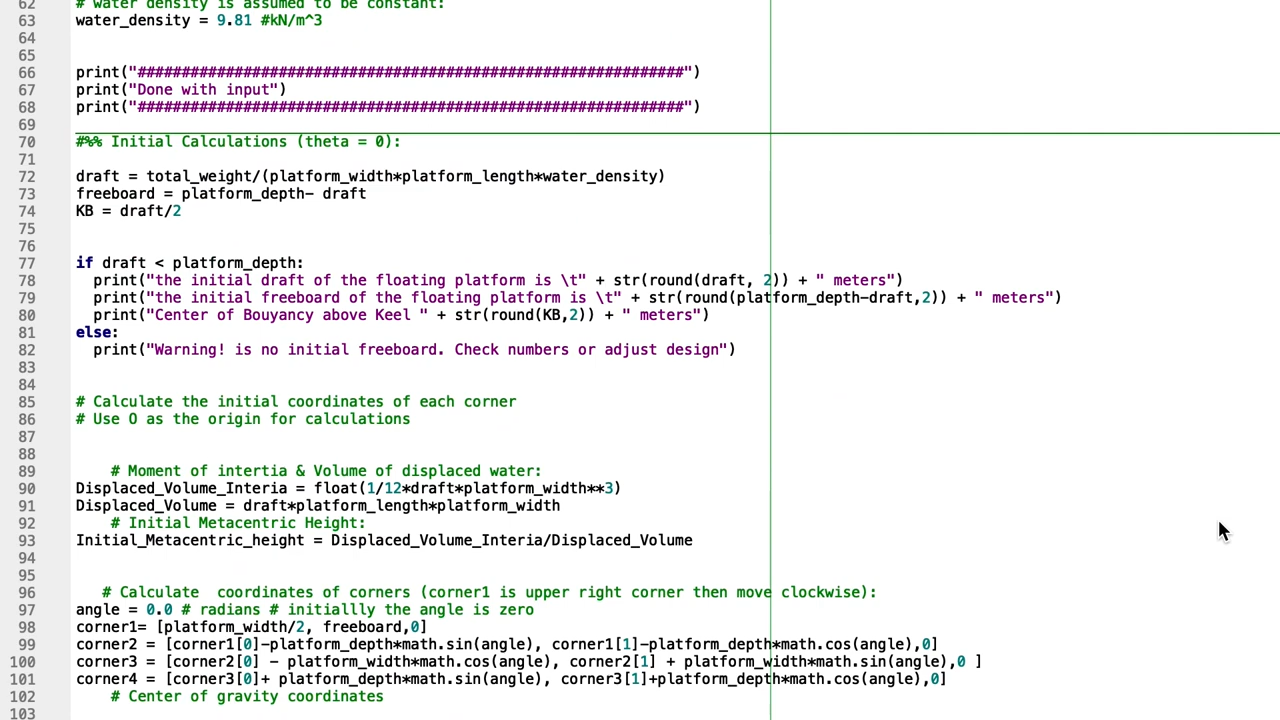 62 # water density is assumed to be constant:
63 water_density = 9.81 #kN/m^3
64
65
66 print("##############################################################")
67 print("Done with input")
68 print("##############################################################")
69
70 #%% Initial Calculations (theta = 0):
71
72 draft = total_weight/(platform_width*platform_length*water_density)
73 freeboard = platform_depth- draft
74 KB = draft/2
75
76
77 if draft < platform_depth:
78   print("the initial draft of the floating platform is \t" + str(round(draft, 2)) + " meters")
79   print("the initial freeboard of the floating platform is \t" + str(round(platform_depth-draft,2)) + " meters")
80   print("Center of Bouyancy above Keel " + str(round(KB,2)) + " meters")
81 else:
82   print("Warning! is no initial freeboard. Check numbers or adjust design")
83
84
85 # Calculate the initial coordinates of each corner
86 # Use O as the origin for calculations
87
88
89     # Moment of intertia & Volume of displaced water:
90 Displaced_Volume_Interia = float(1/12*draft*platform_width**3)
91 Displaced_Volume = draft*platform_length*platform_width
92     # Initial Metacentric Height:
93 Initial_Metacentric_height = Displaced_Volume_Interia/Displaced_Volume
94
95
96    # Calculate  coordinates of corners (corner1 is upper right corner then move clockwise):
97 angle = 0.0 # radians # initiallly the angle is zero
98 corner1= [platform_width/2, freeboard,0]
99 corner2 = [corner1[0]-platform_depth*math.sin(angle), corner1[1]-platform_depth*math.cos(angle),0]
100 corner3 = [corner2[0] - platform_width*math.cos(angle), corner2[1] + platform_width*math.sin(angle),0 ]
101 corner4 = [corner3[0]+ platform_depth*math.sin(angle), corner3[1]+platform_depth*math.cos(angle),0]
102     # Center of gravity coordinates
103